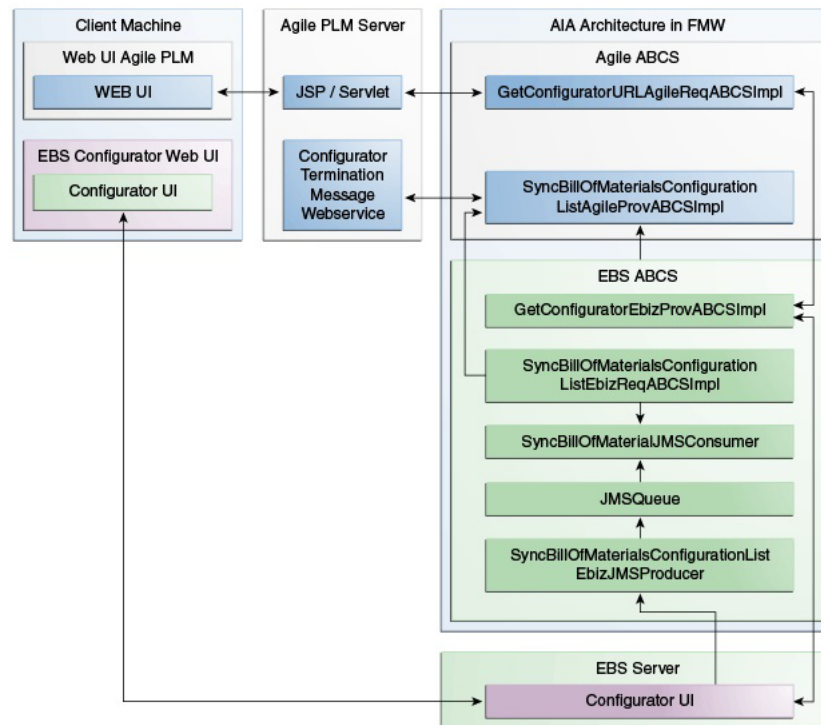 Client Machine
Web UI Agile PLM
WEB UI
EBS Configurator Web UI
Configurator UI
Agile PLM Server
JSP / Servlet
Configurator
Termination
Message
Webservice
AIA Architecture in FMW
Agile ABCS
GetConfiguratorURLAgileReqABCSImpl
SyncBillOfMaterialsConfiguration
ListAgileProvABCSImpl
EBS ABCS
GetConfiguratorEbizProvABCSImpl
SyncBillOfMaterialsConfiguration
ListEbizReqABCSImpl
SyncBillOfMaterialJMSConsumer
JMSQueue
SyncBillOfMaterialsConfigurationList
EbizJMSProducer
EBS Server
Configurator UI